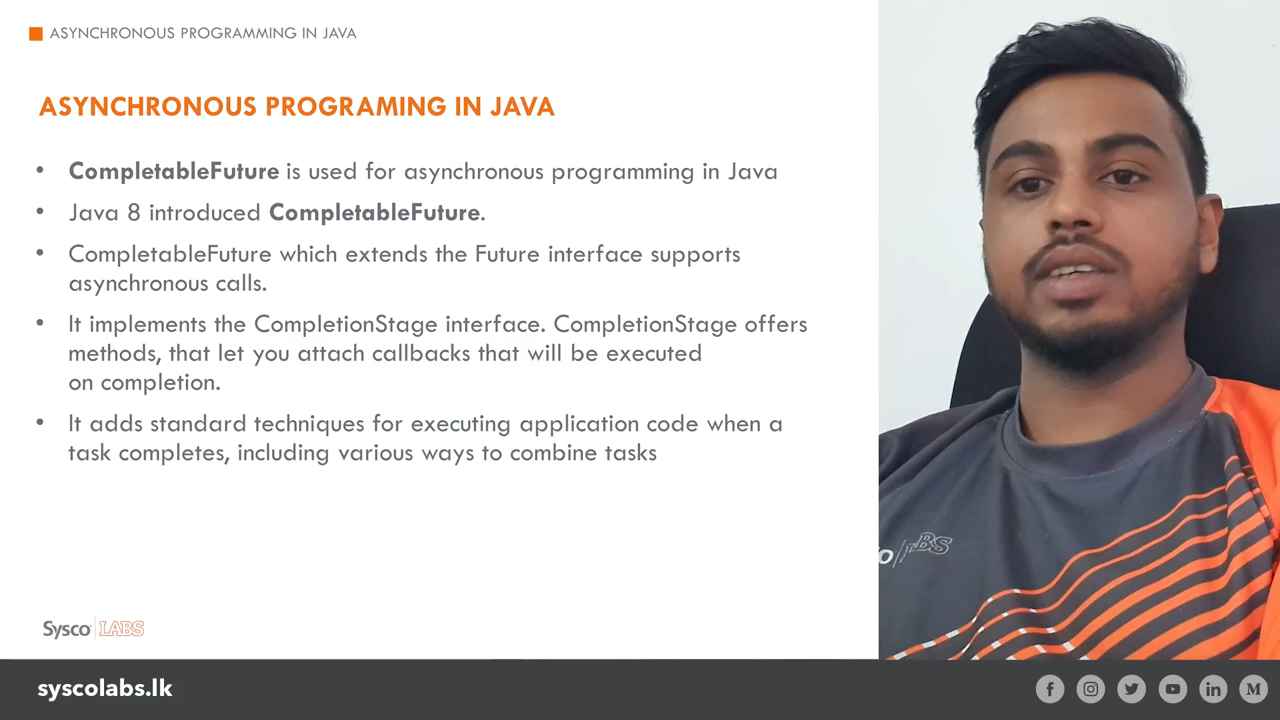 ASYNCHRONOUS PROGRAMMING IN JAVA
ASYNCHRONOUS PROGRAMING IN JAVA
• CompletableFuture is used for asynchronous programming in Java
• Java 8 introduced CompletableFuture.
• CompletableFuture which extends the Future interface supports
asynchronous calls.
• It implements the CompletionStage interface. CompletionStage offers
methods, that let you attach callbacks that will be executed
on completion.
• It adds standard techniques for executing application code when a
task completes, including various ways to combine tasks
Sysco LABS
syscolabs.lk